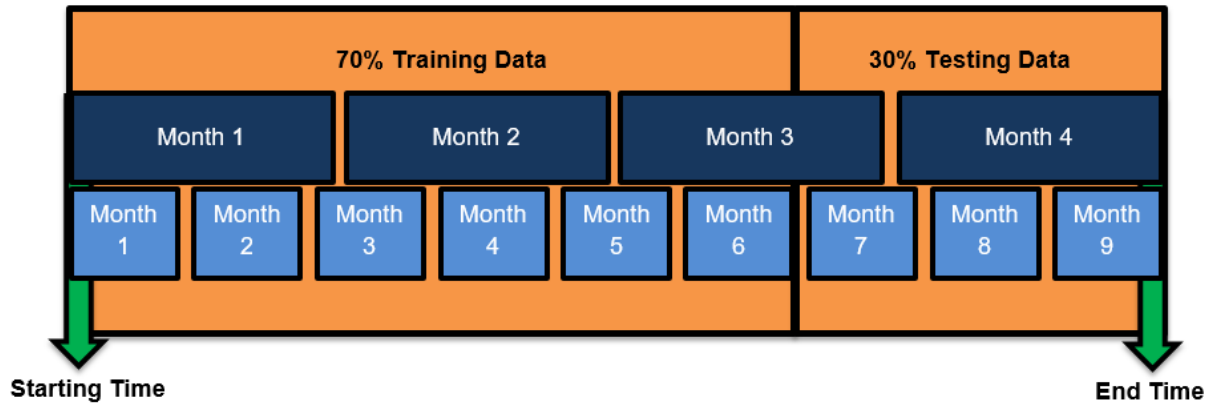 70% Training Data
30% Testing Data
Month 1
Month 2
Month 3
Month 4
Month
1
Month
2
Month
3
Month
4
Month
5
Month
6
Month
7
Month
8
Month
9
Starting Time
End Time